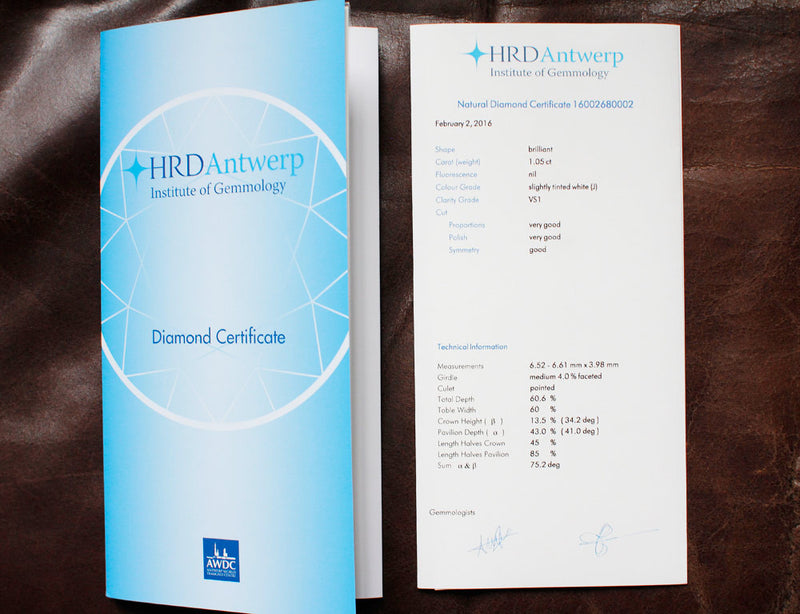 HRDAntwerp
Institute of Gemmology
Diamond Certificate
AWDC
ANTWERP WORLD
DIAMOND CENTRE
HRDAntwerp
Institute of Gemmology
Natural Diamond Certificate 16002680002
February 2, 2016
Shape brilliant
Carat (weight) 1.05 ct
Fluorescence nil
Colour Grade slightly tinted white (J)
Clarity Grade VS1
Cut
Proportions very good
Polish very good
Symmetry good
Technical Information
Measurements 6.52 - 6.61 mm x 3.98 mm
Girdle medium 4.0 % faceted
Culet pointed
Total Depth 60.6 %
Table Width 60 %
Crown Height ( β ) 13.5 % ( 34.2 deg )
Pavilion Depth ( α ) 43.0 % ( 41.0 deg )
Length Halves Crown 45 %
Length Halves Pavilion 85 %
Sum α & β 75.2 deg
Gemmologists